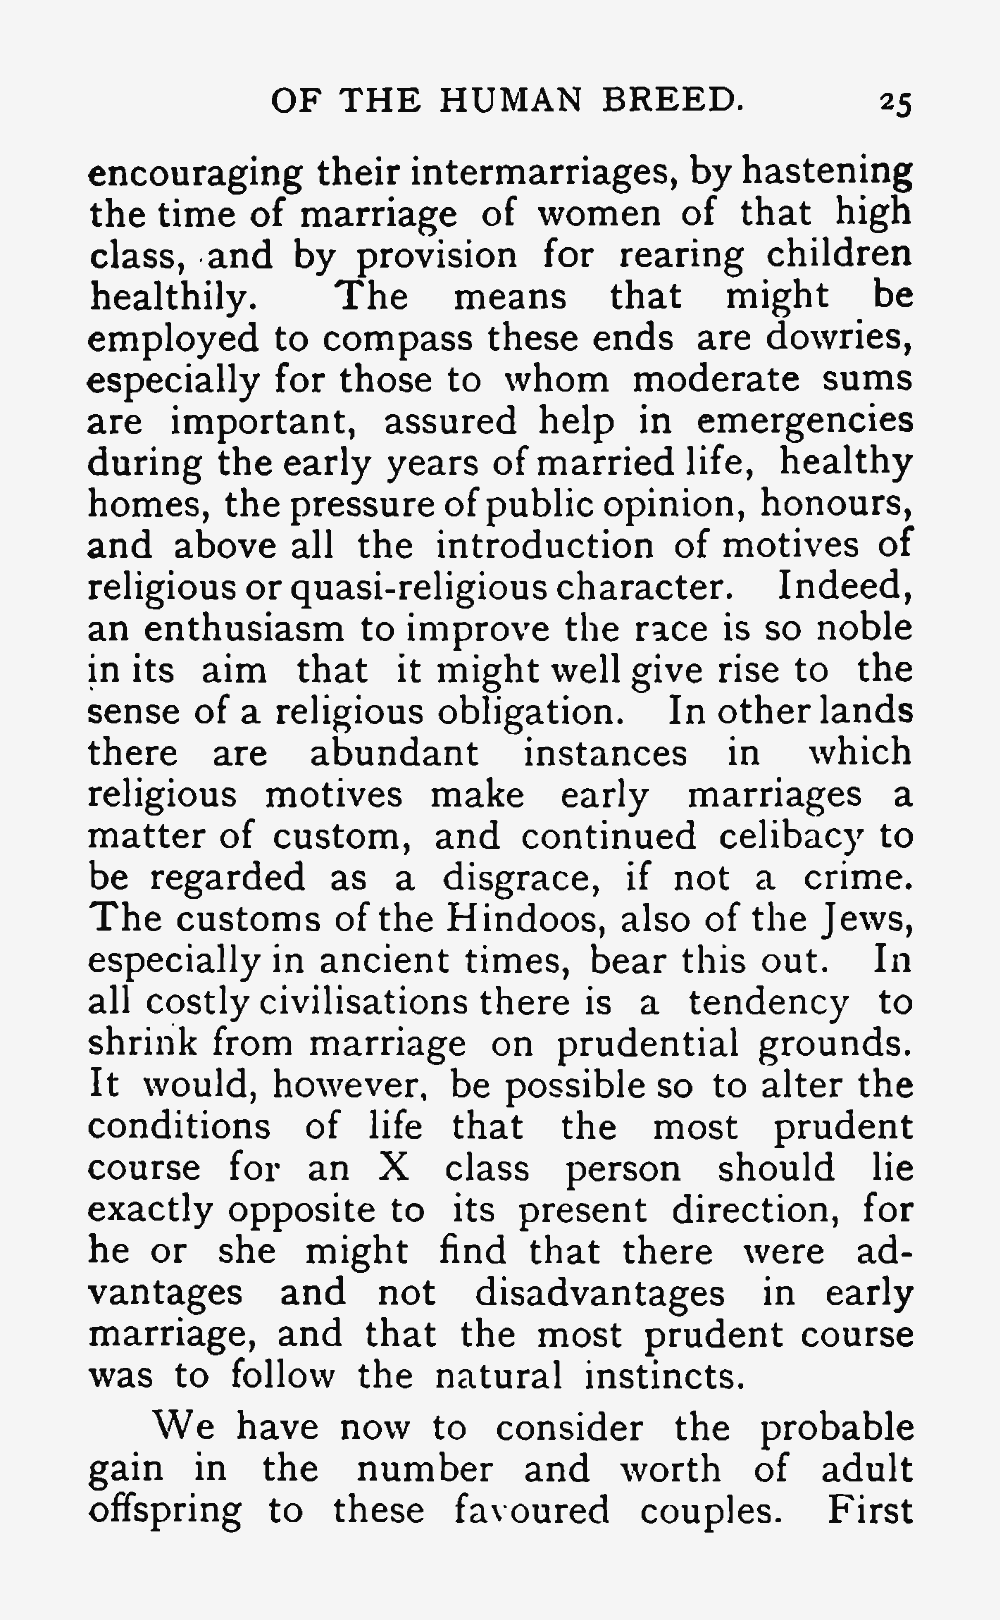 OF THE HUMAN BREED. 25
encouraging their intermarriages, by hastening
the time of marriage of women of that high
class, and by provision for rearing children
healthily. The means that might be
employed to compass these ends are dowries,
especially for those to whom moderate sums
are important, assured help in emergencies
during the early years of married life, healthy
homes, the pressure of public opinion, honours,
and above all the introduction of motives of
religious or quasi-religious character. Indeed,
an enthusiasm to improve the race is so noble
in its aim that it might well give rise to the
sense of a religious obligation. In other lands
there are abundant instances in which
religious motives make early marriages a
matter of custom, and continued celibacy to
be regarded as a disgrace, if not a crime.
The customs of the Hindoos, also of the Jews,
especially in ancient times, bear this out. In
all costly civilisations there is a tendency to
shrink from marriage on prudential grounds.
It would, however, be possible so to alter the
conditions of life that the most prudent
course for an X class person should lie
exactly opposite to its present direction, for
he or she might find that there were ad-
vantages and not disadvantages in early
marriage, and that the most prudent course
was to follow the natural instincts.
We have now to consider the probable
gain in the number and worth of adult
offspring to these favoured couples. First